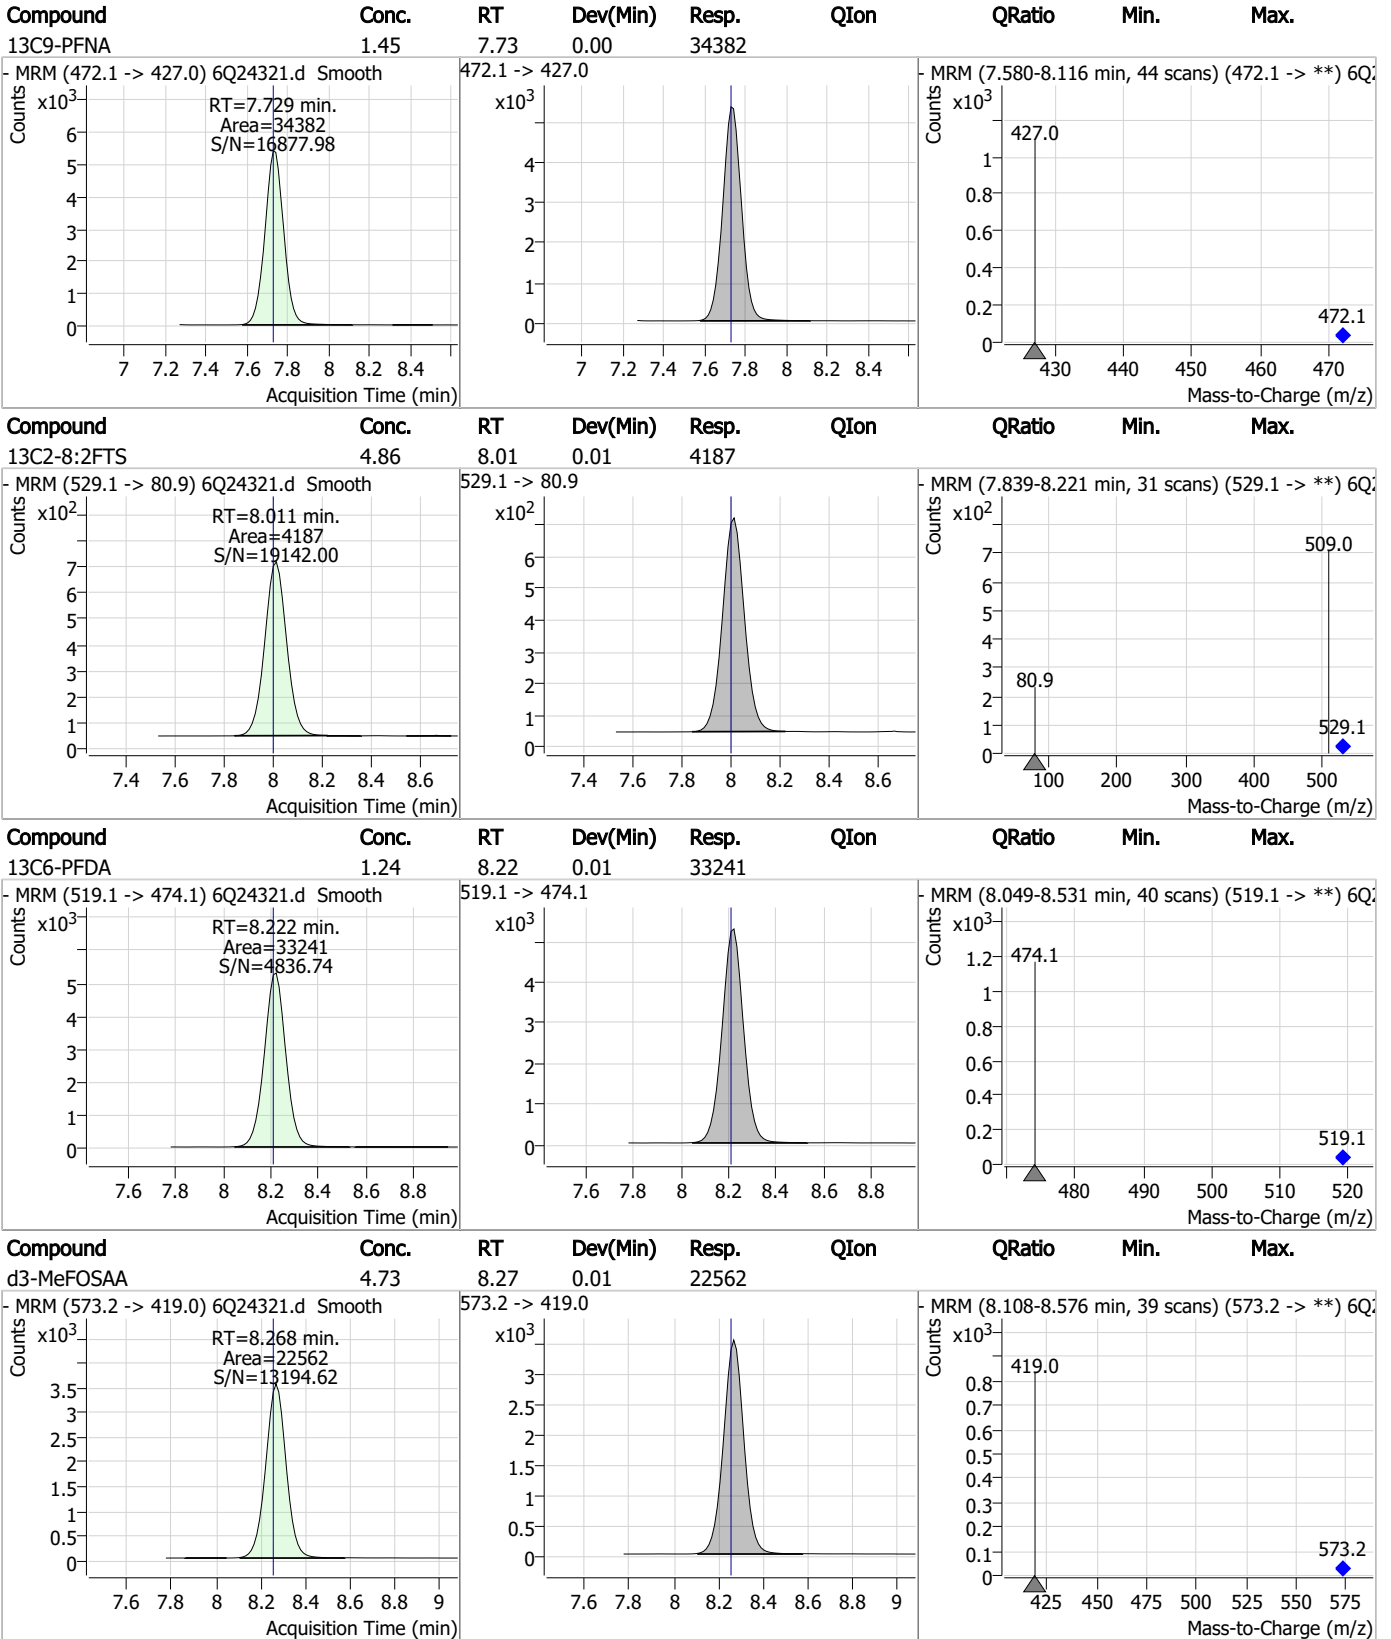 Compound Conc. RT Dev(Min) Resp. QIon QRatio Min. Max.
13C9-PFNA 1.45 7.73 0.00 34382
- MRM (472.1 -> 427.0) 6Q24321.d Smooth
Counts
x10³
RT=7.729 min.
Area=34382
S/N=16877.98
6
5
4
3
2
1
0
7 7.2 7.4 7.6 7.8 8 8.2 8.4
Acquisition Time (min)
472.1 -> 427.0
x10³
4
3
2
1
0
7 7.2 7.4 7.6 7.8 8 8.2 8.4
- MRM (7.580-8.116 min, 44 scans) (472.1 -> **) 6Q2
Counts
x10³
427.0
1
0.8
0.6
0.4
0.2
0
472.1
430 440 450 460 470
Mass-to-Charge (m/z)
Compound Conc. RT Dev(Min) Resp. QIon QRatio Min. Max.
13C2-8:2FTS 4.86 8.01 0.01 4187
- MRM (529.1 -> 80.9) 6Q24321.d Smooth
Counts
x10²
RT=8.011 min.
Area=4187
S/N=19142.00
7
6
5
4
3
2
1
0
7.4 7.6 7.8 8 8.2 8.4 8.6
Acquisition Time (min)
529.1 -> 80.9
x10²
6
5
4
3
2
1
0
7.4 7.6 7.8 8 8.2 8.4 8.6
- MRM (7.839-8.221 min, 31 scans) (529.1 -> **) 6Q2
Counts
x10²
509.0
7
6
5
4
3
2
1
0
80.9
529.1
100 200 300 400 500
Mass-to-Charge (m/z)
Compound Conc. RT Dev(Min) Resp. QIon QRatio Min. Max.
13C6-PFDA 1.24 8.22 0.01 33241
- MRM (519.1 -> 474.1) 6Q24321.d Smooth
Counts
x10³
RT=8.222 min.
Area=33241
S/N=4836.74
5
4
3
2
1
0
7.6 7.8 8 8.2 8.4 8.6 8.8
Acquisition Time (min)
519.1 -> 474.1
x10³
4
3
2
1
0
7.6 7.8 8 8.2 8.4 8.6 8.8
- MRM (8.049-8.531 min, 40 scans) (519.1 -> **) 6Q2
Counts
x10³
474.1
1.2
1
0.8
0.6
0.4
0.2
0
519.1
480 490 500 510 520
Mass-to-Charge (m/z)
Compound Conc. RT Dev(Min) Resp. QIon QRatio Min. Max.
d3-MeFOSAA 4.73 8.27 0.01 22562
- MRM (573.2 -> 419.0) 6Q24321.d Smooth
Counts
x10³
RT=8.268 min.
Area=22562
S/N=13194.62
3.5
3
2.5
2
1.5
1
0.5
0
7.6 7.8 8 8.2 8.4 8.6 8.8 9
Acquisition Time (min)
573.2 -> 419.0
x10³
3
2.5
2
1.5
1
0.5
0
7.6 7.8 8 8.2 8.4 8.6 8.8 9
- MRM (8.108-8.576 min, 39 scans) (573.2 -> **) 6Q2
Counts
x10³
419.0
0.8
0.7
0.6
0.5
0.4
0.3
0.2
0.1
0
573.2
425 450 475 500 525 550 575
Mass-to-Charge (m/z)